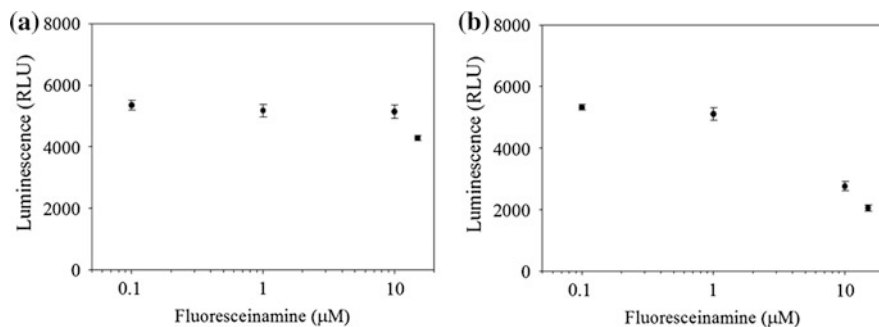 (a)
8000
6000
4000
2000
0
Luminescence (RLU)
0.1 1 10
Fluoresceinamine (μM)
(b)
8000
6000
4000
2000
0
Luminescence (RLU)
0.1 1 10
Fluoresceinamine (μM)